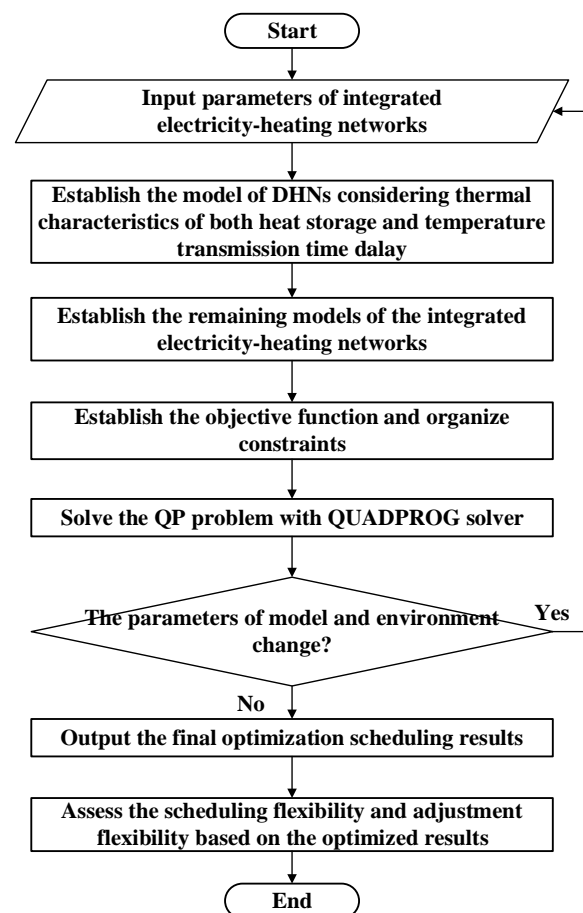 Start
Input parameters of integrated
electricity-heating networks
Establish the model of DHNs considering thermal
characteristics of both heat storage and temperature
transmission time dalay
Establish the remaining models of the integrated
electricity-heating networks
Establish the objective function and organize
constraints
Solve the QP problem with QUADPROG solver
The parameters of model and environment
change?
Yes
No
Output the final optimization scheduling results
Assess the scheduling flexibility and adjustment
flexibility based on the optimized results
End